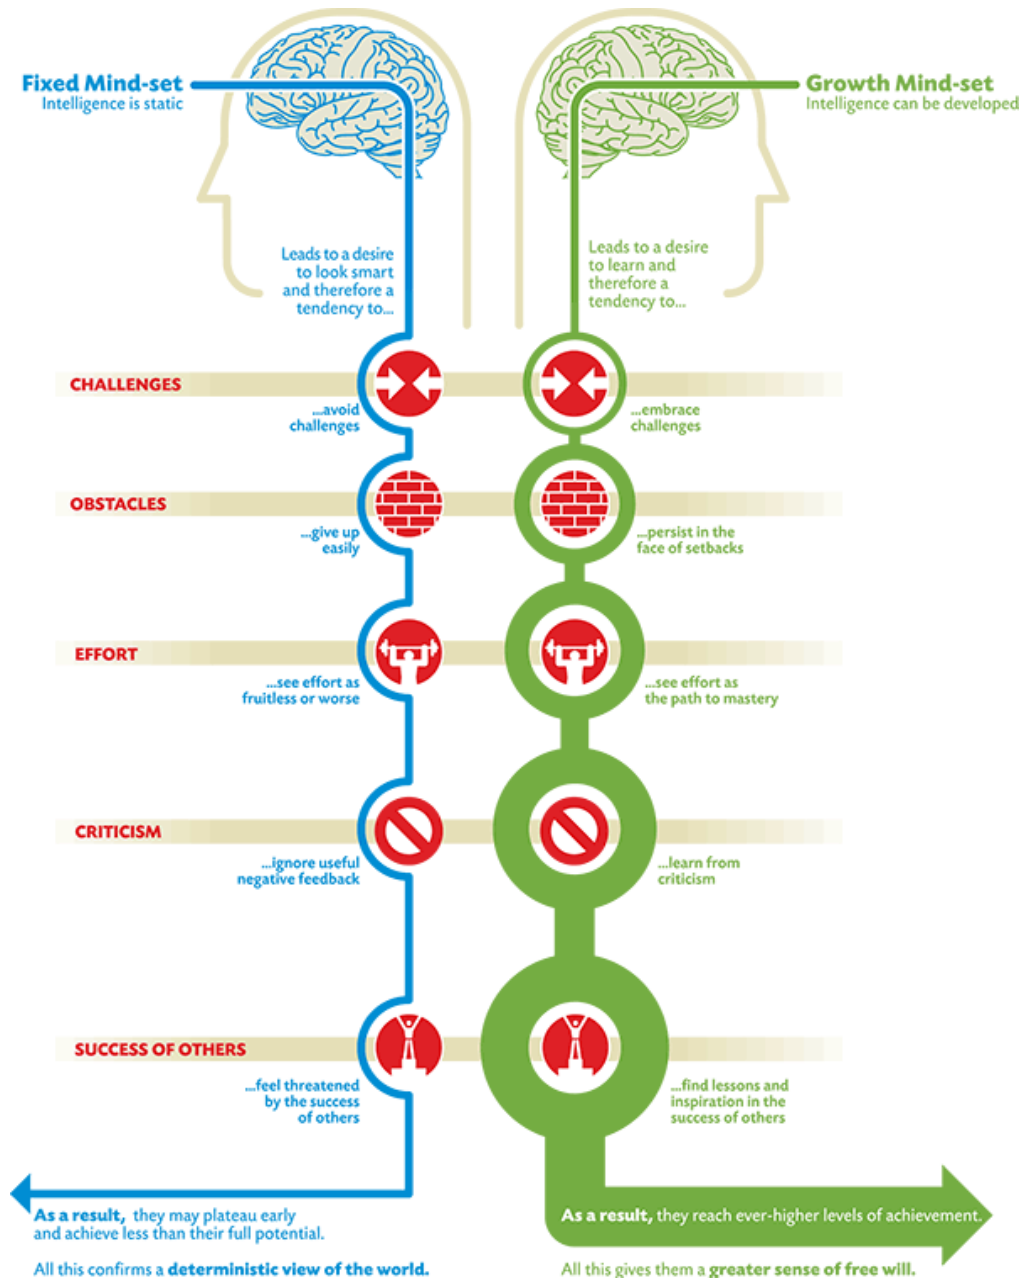 Fixed Mind-set
Intelligence is static
Growth Mind-set
Intelligence can be developed
Leads to a desire
to look smart
and therefore a
tendency to...
Leads to a desire
to learn and
therefore a
tendency to...
CHALLENGES
...avoid
challenges
...embrace
challenges
OBSTACLES
...give up
easily
...persist in the
face of setbacks
EFFORT
...see effort as
fruitless or worse
...see effort as
the path to mastery
CRITICISM
...ignore useful
negative feedback
...learn from
criticism
SUCCESS OF OTHERS
...feel threatened
by the success
of others
...find lessons and
inspiration in the
success of others
As a result, they may plateau early
and achieve less than their full potential.
All this confirms a deterministic view of the world.
As a result, they reach ever-higher levels of achievement.
All this gives them a greater sense of free will.